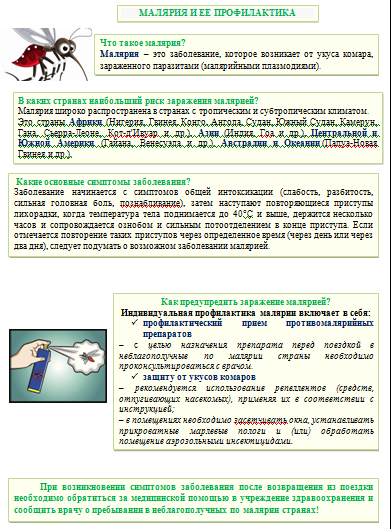 МАЛЯРИЯ И ЕЕ ПРОФИЛАКТИКА
Что такое малярия?
Малярия – это заболевание, которое возникает от укуса комара,
зараженного паразитами (малярийными плазмодиями).
В каких странах наибольший риск заражения малярией?
Малярия широко распространена в странах с тропическим и субтропическим климатом.
Это страны Африки (Нигерия, Гвинея, Конго, Ангола, Судан, Южный Судан, Камерун,
Гана, Сьерра-Леоне, Кот-д'Ивуар и др.), Азии (Индия, Гоа и др.), Центральной и
Южной Америки (Гайана, Венесуэла и др.), Австралии и Океании (Папуа-Новая
Гвинея и др.).
Какие основные симптомы заболевания?
Заболевание начинается с симптомов общей интоксикации (слабость, разбитость,
сильная головная боль, познабливание), затем наступают повторяющиеся приступы
лихорадки, когда температура тела поднимается до 40°С и выше, держится несколько
часов и сопровождается ознобом и сильным потоотделением в конце приступа. Если
отмечается повторение таких приступов через определенное время (через день или через
два дня), следует подумать о возможном заболевании малярией.
Как предупредить заражение малярией?
Индивидуальная профилактика малярии включает в себя:
✓ профилактический прием противомалярийных
препаратов
– с целью назначения препарата перед поездкой в
неблагополучные по малярии страны необходимо
проконсультироваться с врачом.
✓ защиту от укусов комаров
– рекомендуется использование репеллентов (средств,
отпугивающих насекомых), применяя их в соответствии с
инструкцией;
– в помещениях необходимо засетчивать окна, устанавливать
прикроватные марлевые пологи и (или) обработать
помещение аэрозольными инсектицидами.
При возникновении симптомов заболевания после возвращения из поездки
необходимо обратиться за медицинской помощью в учреждение здравоохранения и
сообщить врачу о пребывании в неблагополучных по малярии странах!